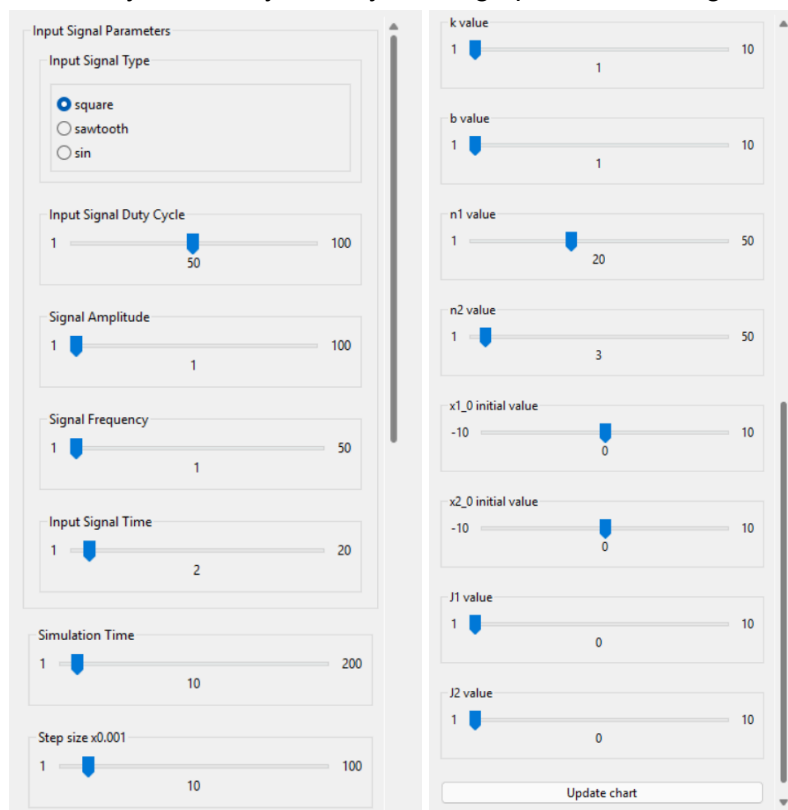 Input Signal Parameters
Input Signal Type
square
sawtooth
sin
Input Signal Duty Cycle
1 100
50
Signal Amplitude
1 100
1
Signal Frequency
1 50
1
Input Signal Time
1 20
2
Simulation Time
1 200
10
Step size x0.001
1 100
10
k value
1 10
1
b value
1 10
1
n1 value
1 50
20
n2 value
1 50
3
x1_0 initial value
-10 10
0
x2_0 initial value
-10 10
0
J1 value
1 10
0
J2 value
1 10
0
Update chart